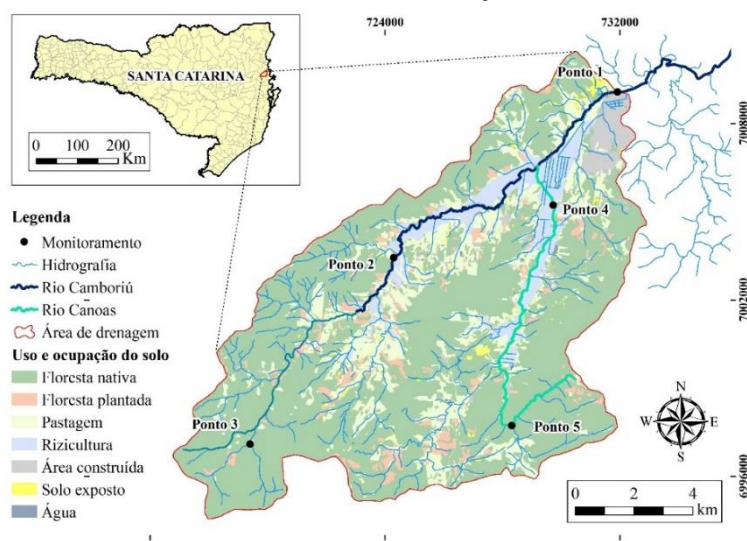 724000
732000
SANTA CATARINA
0 100 200
Km
Ponto 1
7008000
Legenda
Monitoramento
Hidrografia
Rio Camboriú
Rio Canoas
Área de drenagem
Uso e ocupação do solo
Floresta nativa
Floresta plantada
Pastagem
Rizicultura
Área construída
Solo exposto
Água
Ponto 4
Ponto 2
7002000
Ponto 3
Ponto 5
N
W E
S
6996000
0 2 4
km